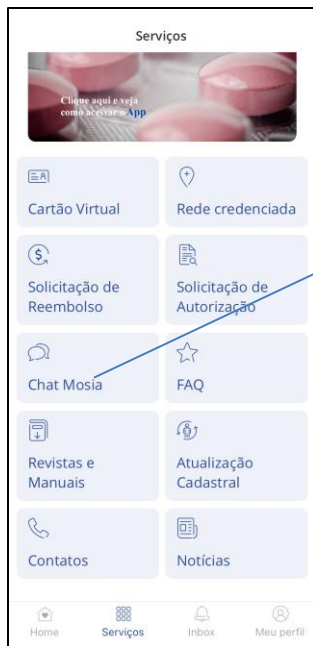 Serviços
Clique aqui e veja
como acessar o App
Cartão Virtual
Rede credenciada
Solicitação de
Reembolso
Solicitação de
Autorização
Chat Mosia
FAQ
Revistas e
Manuais
Atualização
Cadastral
Contatos
Notícias
Home
Serviços
Inbox
Meu perfil